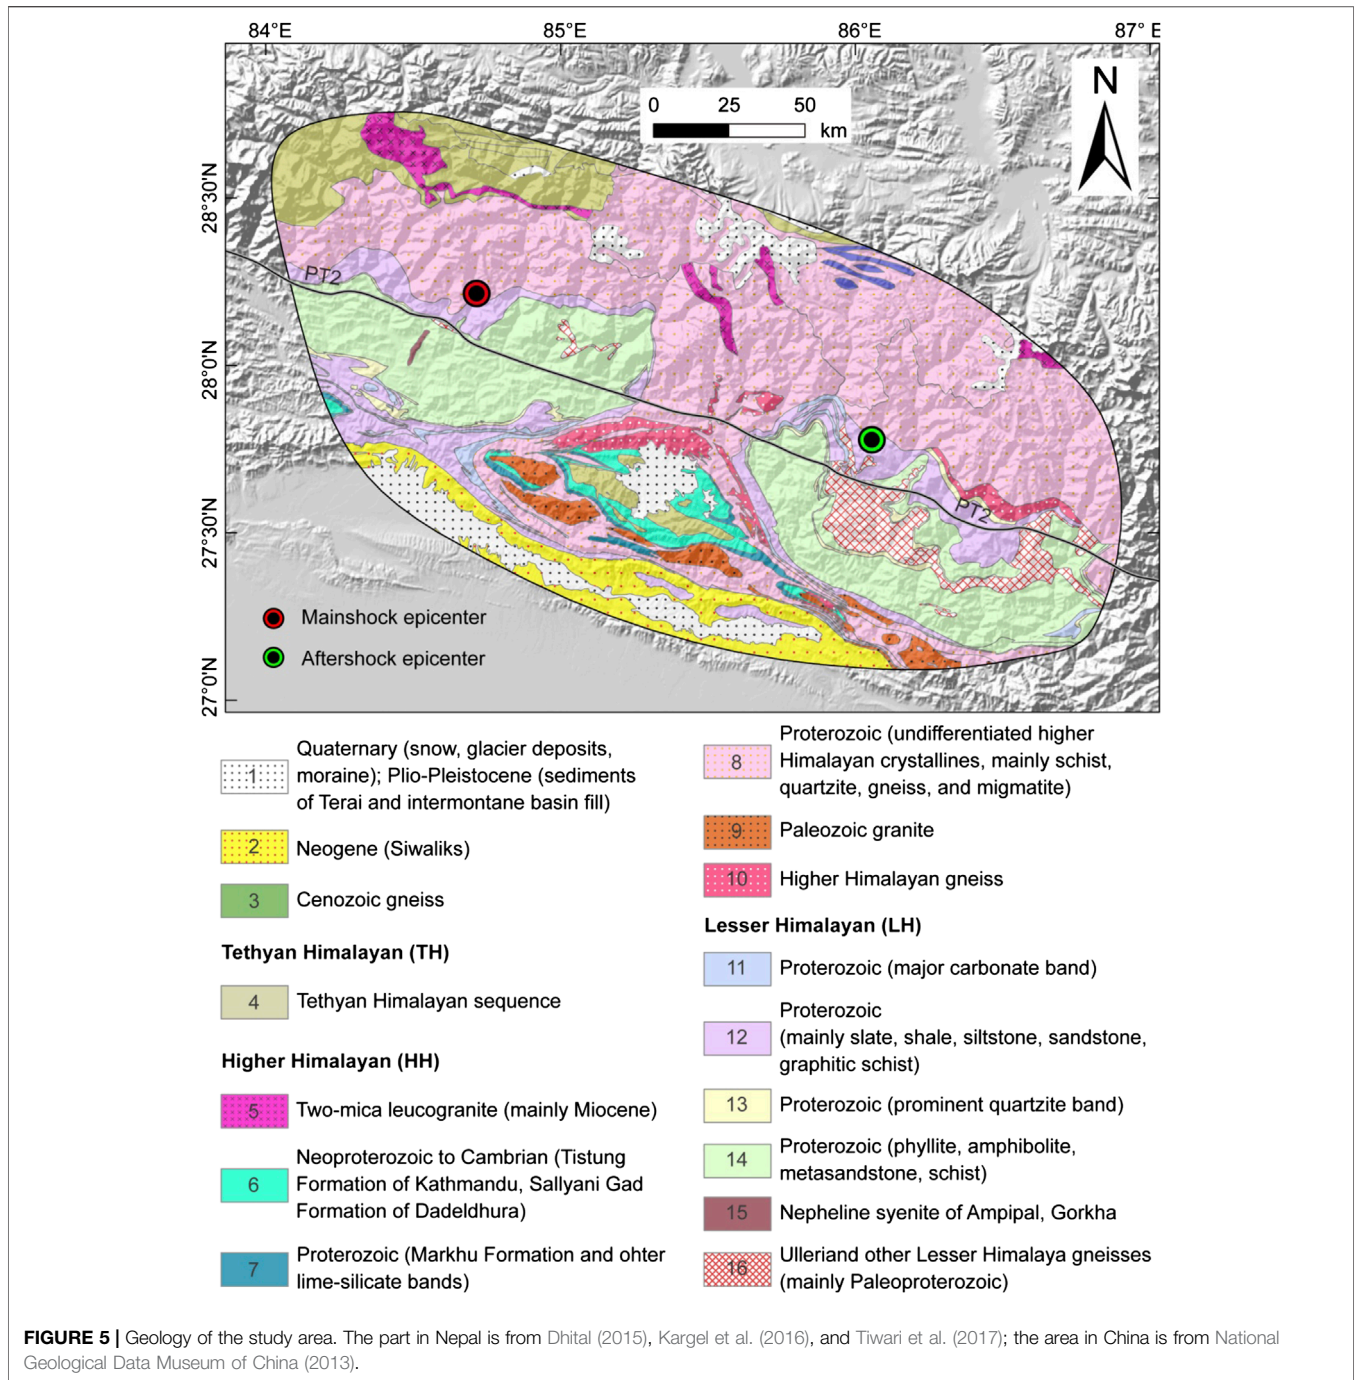 84°E 85°E 86°E 87° E
N
0 25 50
km
28°30'N
28°0'N
27°30'N
27°0'N
PT2
PT2
Mainshock epicenter
Aftershock epicenter
1 Quaternary (snow, glacier deposits,
moraine); Plio-Pleistocene (sediments
of Terai and intermontane basin fill)
2 Neogene (Siwaliks)
3 Cenozoic gneiss
Tethyan Himalayan (TH)
4 Tethyan Himalayan sequence
Higher Himalayan (HH)
5 Two-mica leucogranite (mainly Miocene)
6 Neoproterozoic to Cambrian (Tistung
Formation of Kathmandu, Sallyani Gad
Formation of Dadeldhura)
7 Proterozoic (Markhu Formation and ohter
lime-silicate bands)
8 Proterozoic (undifferentiated higher
Himalayan crystallines, mainly schist,
quartzite, gneiss, and migmatite)
9 Paleozoic granite
10 Higher Himalayan gneiss
Lesser Himalayan (LH)
11 Proterozoic (major carbonate band)
12 Proterozoic
(mainly slate, shale, siltstone, sandstone,
graphitic schist)
13 Proterozoic (prominent quartzite band)
14 Proterozoic (phyllite, amphibolite,
metasandstone, schist)
15 Nepheline syenite of Ampipal, Gorkha
16 Ulleriand other Lesser Himalaya gneisses
(mainly Paleoproterozoic)
FIGURE 5 | Geology of the study area. The part in Nepal is from Dhital (2015), Kargel et al. (2016), and Tiwari et al. (2017); the area in China is from National
Geological Data Museum of China (2013).